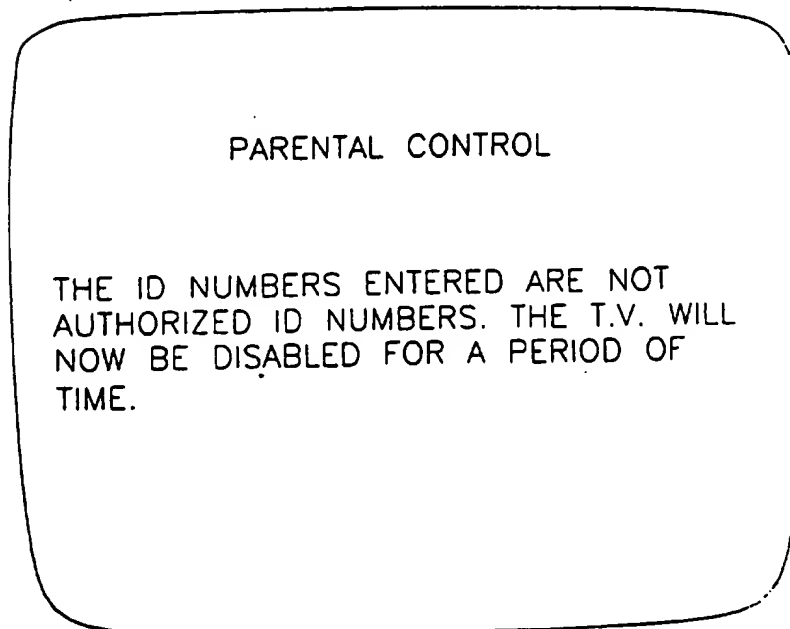 PARENTAL CONTROL
THE ID NUMBERS ENTERED ARE NOT
AUTHORIZED ID NUMBERS. THE T.V. WILL
NOW BE DISABLED FOR A PERIOD OF
TIME.